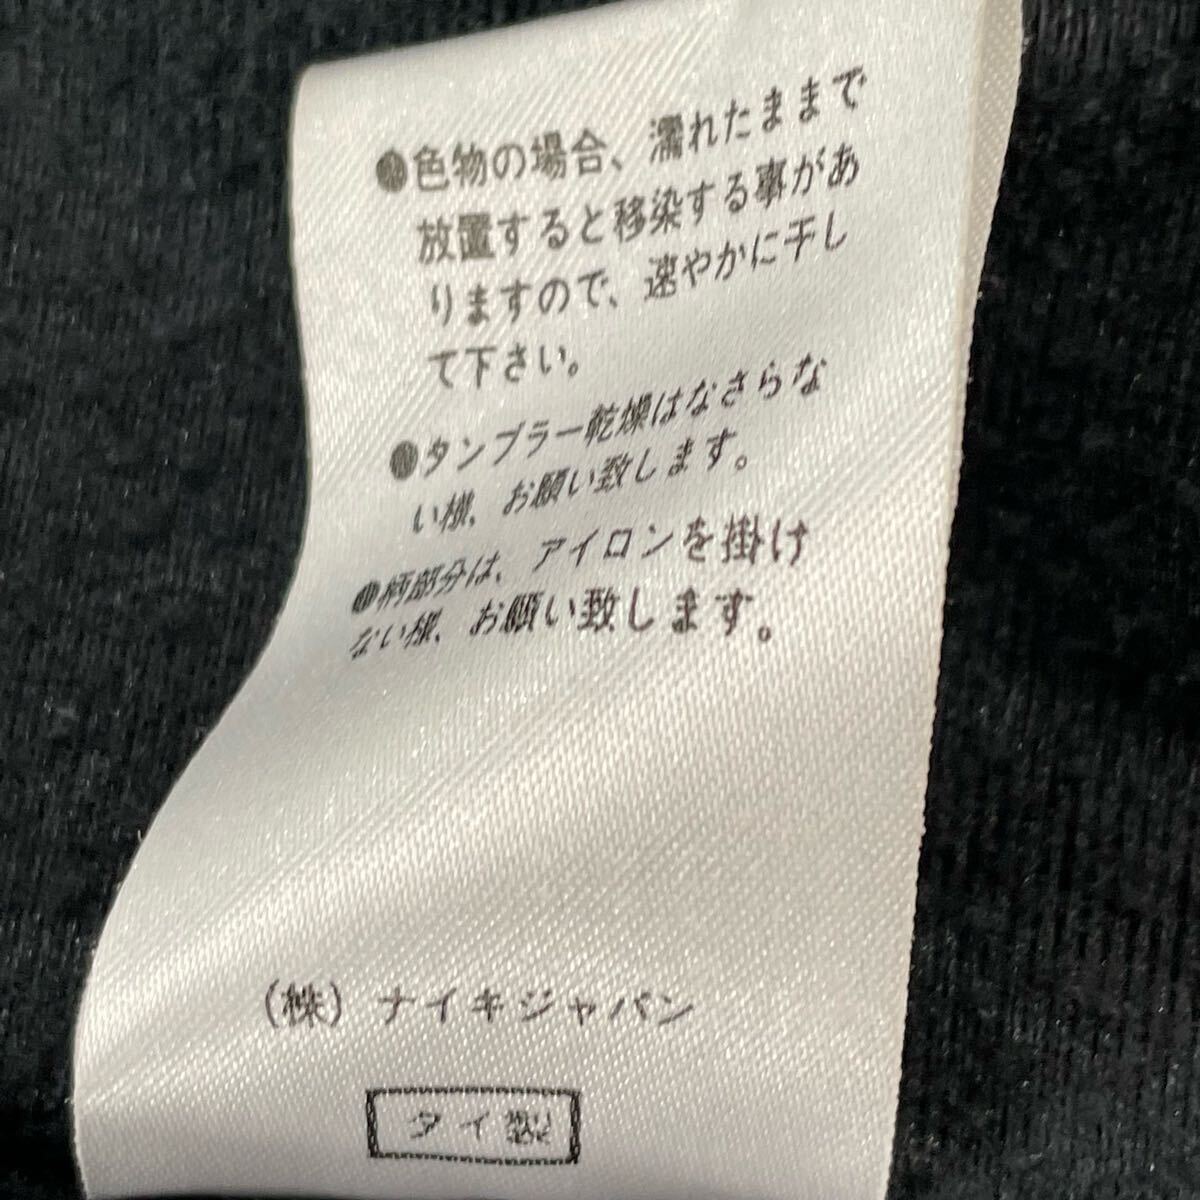 ●色物の場合、濡れたままで
放置すると移染する事があ
りますので、速やかに干し
て下さい。
●タンブラー乾燥はなさらな
い様、お願い致します。
●柄部分は、アイロンを掛け
ない様、お願い致します。
(株)ナイキジャパン
タイ製